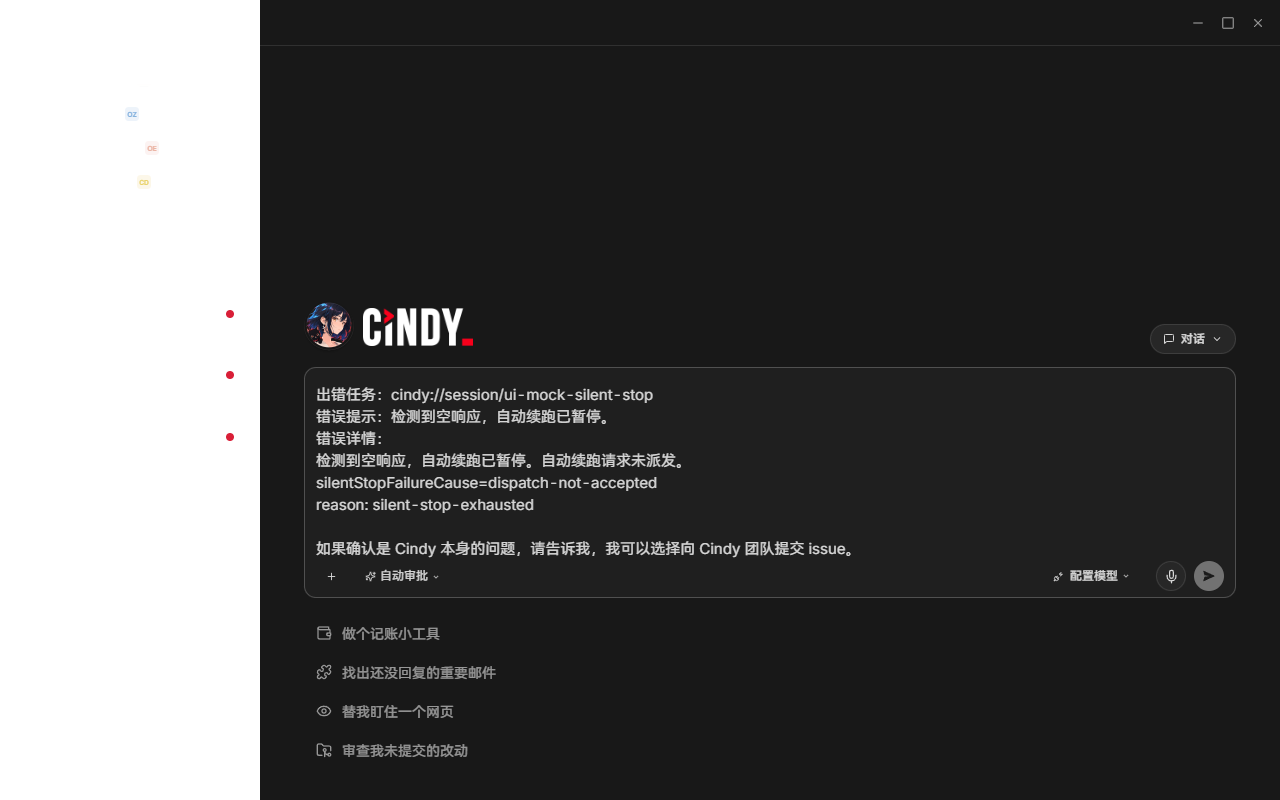 OZ
OE
CD
CiNDY
对话
出错任务：cindy://session/ui-mock-silent-stop
错误提示：检测到空响应，自动续跑已暂停。
错误详情：
检测到空响应，自动续跑已暂停。自动续跑请求未派发。
silentStopFailureCause=dispatch-not-accepted
reason: silent-stop-exhausted
如果确认是 Cindy 本身的问题，请告诉我，我可以选择向 Cindy 团队提交 issue。
自动审批
配置模型
做个记账小工具
找出还没回复的重要邮件
替我盯住一个网页
审查我未提交的改动